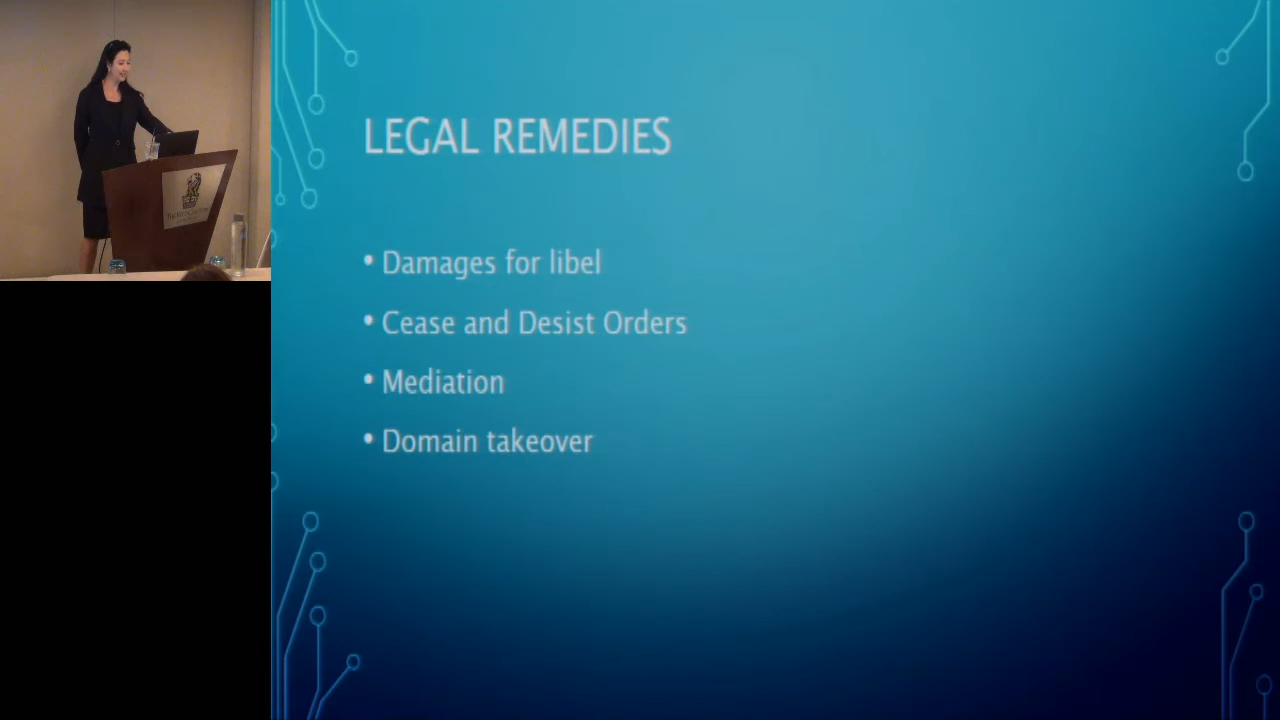 LEGAL REMEDIES
• Damages for libel
• Cease and Desist Orders
• Mediation
• Domain takeover